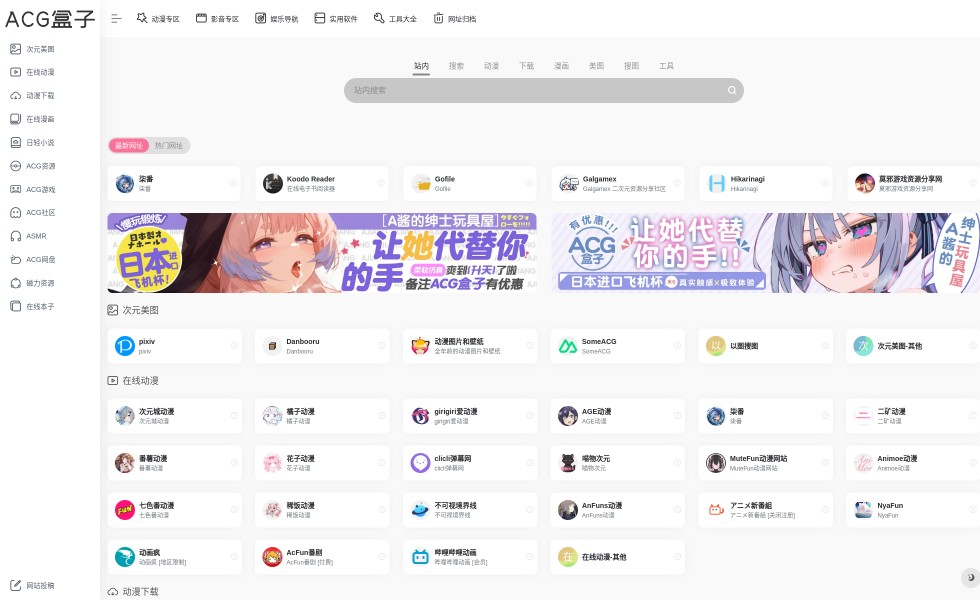 ACG盒子
动漫专区
影音专区
娱乐导航
实用软件
工具大全
网址归档
次元美图
在线动漫
动漫下载
在线漫画
日轻小说
ACG资源
ACG游戏
ACG社区
ASMR
ACG网盘
磁力资源
在线本子
网站投稿
站内
搜索
动漫
下载
漫画
美图
搜图
工具
站内搜索
最新网址
热门网址
柒番
柒番
Koodo Reader
在线电子书阅读器
Gofile
Gofile
Galgamex
Galgamex 二次元资源分享社区
Hikarinagi
Hikarinagi
莫邪游戏资源分享网
莫邪游戏资源分享网
日本製オ
ナホール
日本进口
飞机杯!
[A酱的绅士玩具屋]
让她代替你
的手
柔软仿真
爽到(升天)了啦
备注ACG盒子有优惠
有优惠!!
ACG
盒子
让她代替
你的手!!
日本进口飞机杯
真实触感×极致体验
绅士玩具屋
A酱的
次元美图
pixiv
pixiv
Danbooru
Danbooru
动漫图片和壁纸
全年龄的动漫图片和壁纸
SomeACG
SomeACG
以
以图搜图
次
次元美图-其他
在线动漫
次元城动漫
次元城动漫
橘子动漫
橘子动漫
girigiri爱动漫
girigiri爱动漫
AGE动漫
AGE动漫
柒番
柒番
二矿动漫
二矿动漫
番薯动漫
番薯动漫
花子动漫
花子动漫
clicli弹幕网
clicli弹幕网
喵物次元
喵物次元
MuteFun动漫网站
MuteFun动漫网站
Animoe动漫
Animoe动漫
FUN
七色番动漫
七色番动漫
稀饭动漫
稀饭动漫
不可视境界线
不可视境界线
AnFuns动漫
AnFuns动漫
アニメ新番組
アニメ新番組 [关闭注册]
NyaFun
NyaFun
动画疯
动画疯 [地区限制]
AcFun番剧
AcFun番剧 [付费]
哔哩哔哩动画
哔哩哔哩动画 [会员]
在
在线动漫-其他
动漫下载